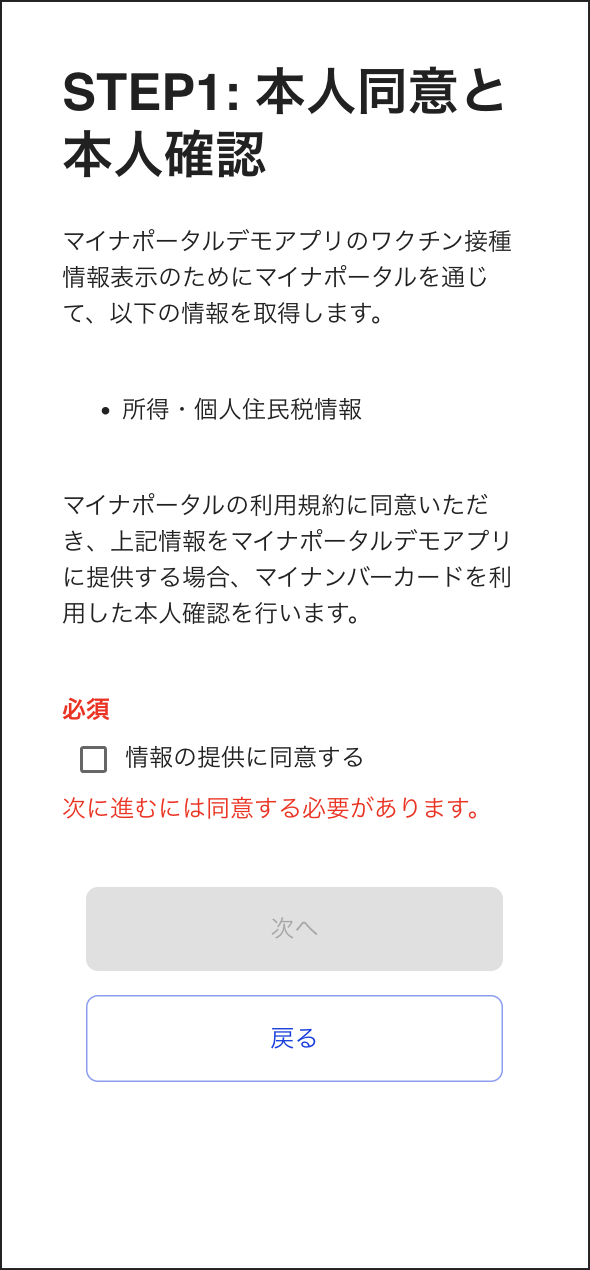 STEP1: 本人同意と
本人確認
マイナポータルデモアプリのワクチン接種
情報表示のためにマイナポータルを通じ
て、以下の情報を取得します。
• 所得・個人住民税情報
マイナポータルの利用規約に同意いただ
き、上記情報をマイナポータルデモアプリ
に提供する場合、マイナンバーカードを利
用した本人確認を行います。
必須
情報の提供に同意する
次に進むには同意する必要があります。
次へ
戻る